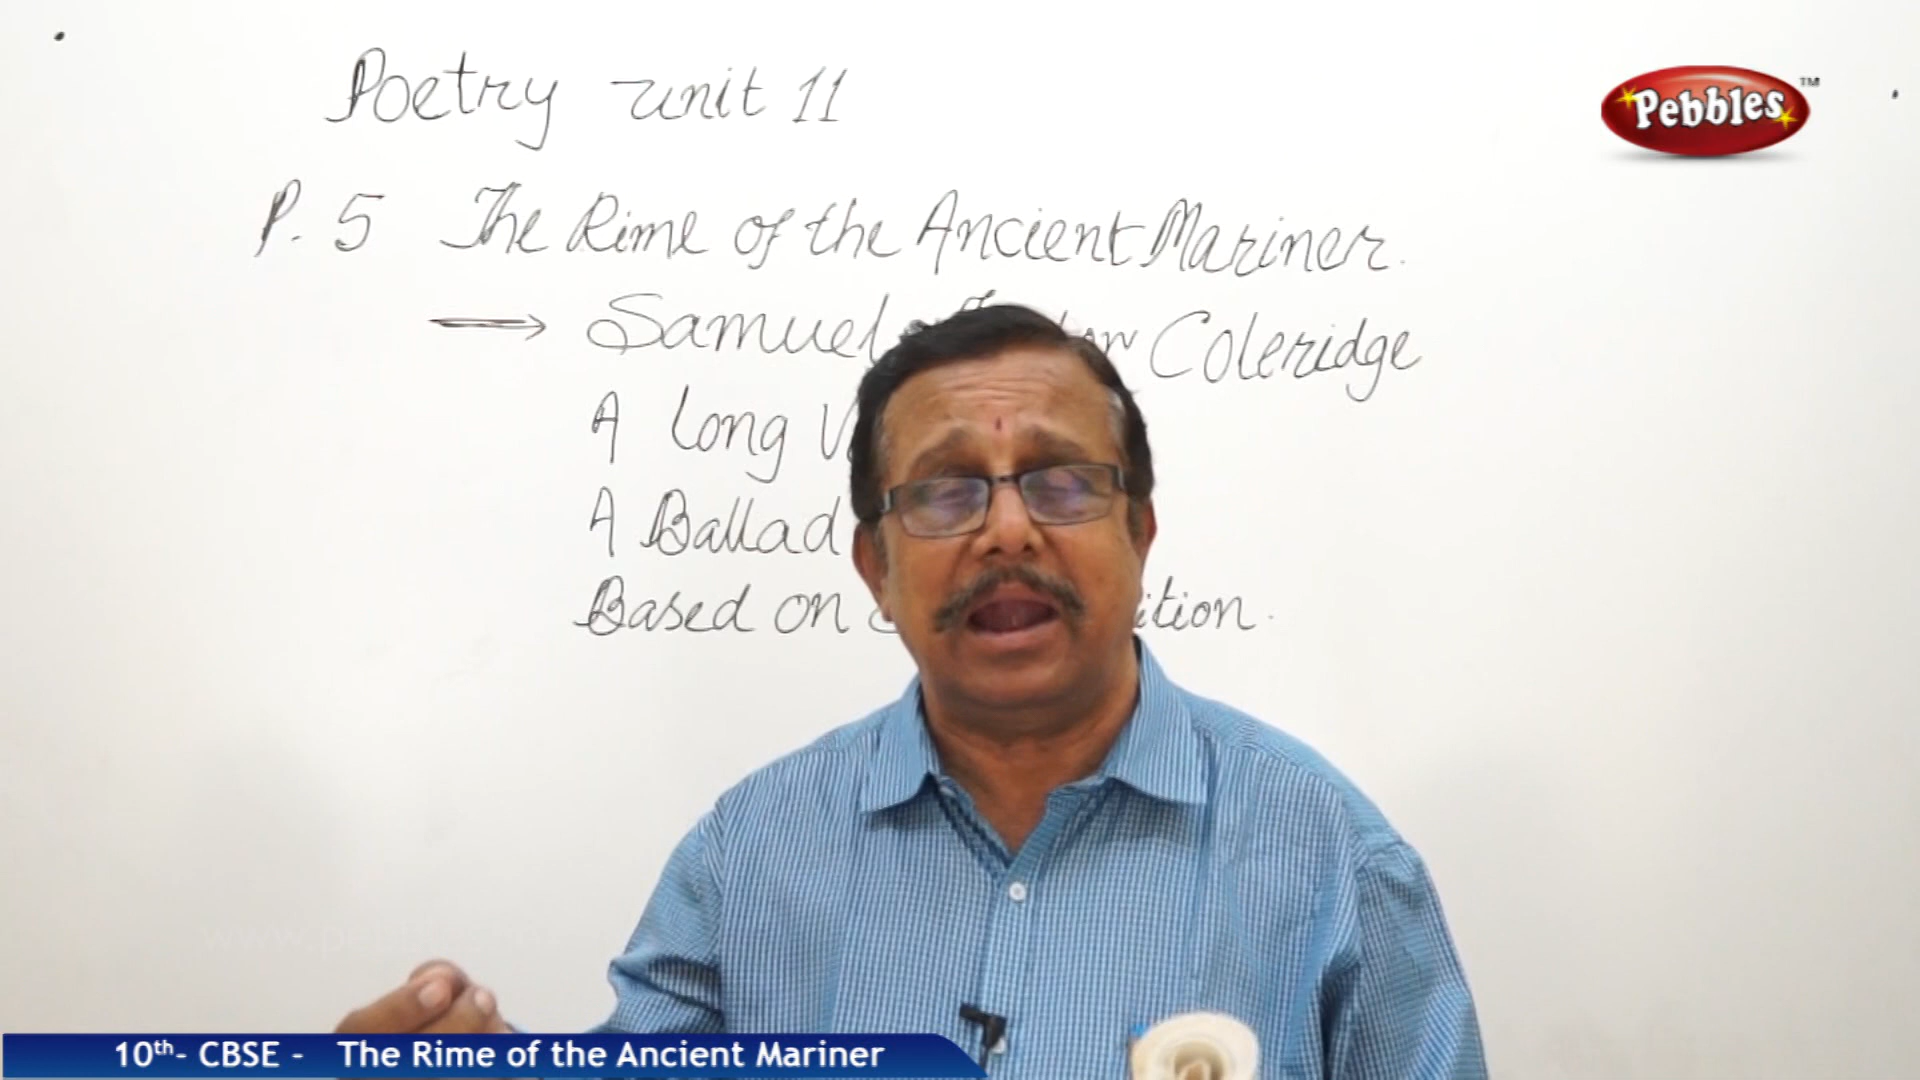 Poetry unit 11
Pebbles TM
P. 5 The Rime of the Ancient Mariner.
Samuel Coleridge
A Long
A Ballad
Based on
10th- CBSE - The Rime of the Ancient Mariner